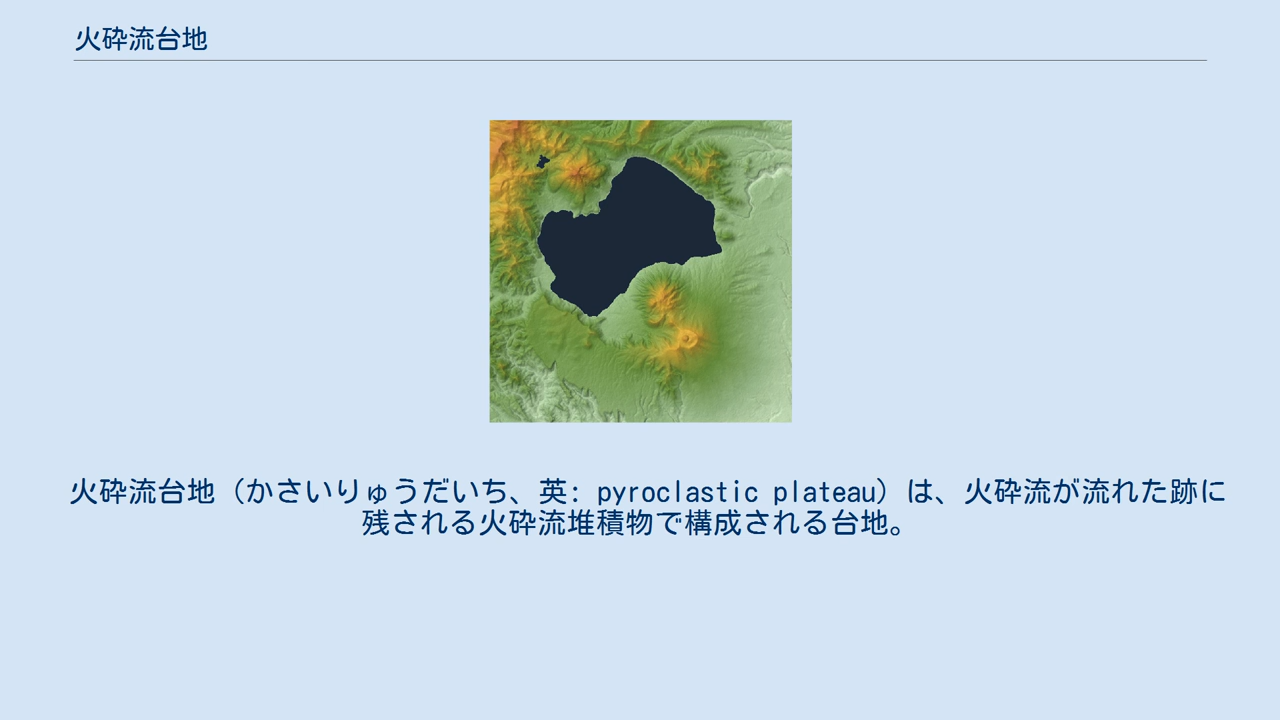 火砕流台地
火砕流台地（かさいりゅうだいち、英: pyroclastic plateau）は、火砕流が流れた跡に
残される火砕流堆積物で構成される台地。